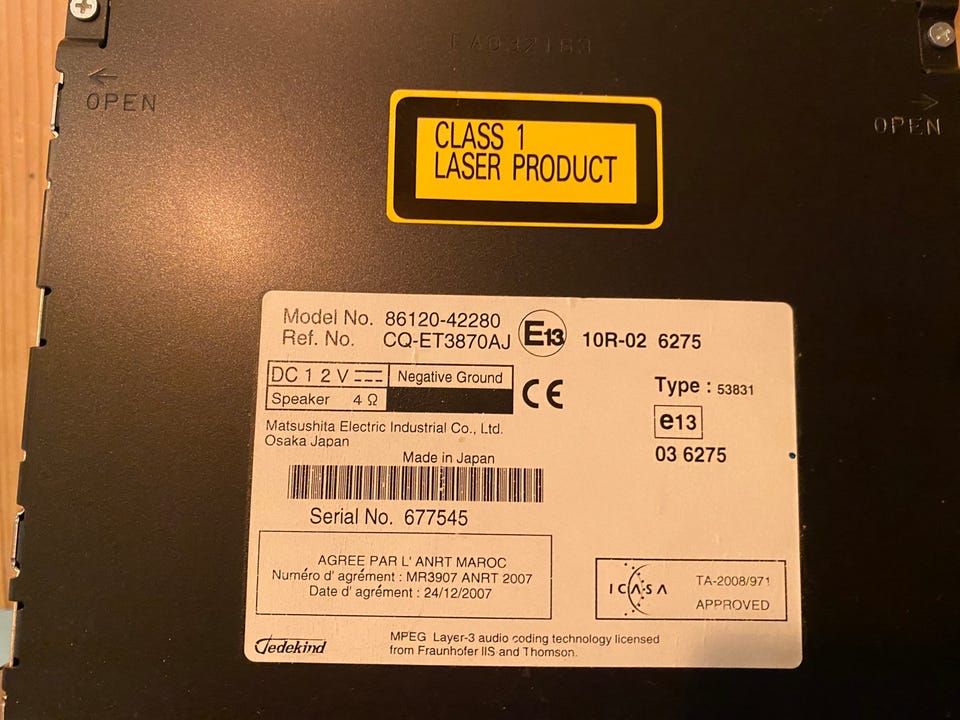 EA032163
← OPEN
→ OPEN
CLASS 1
LASER PRODUCT
Model No. 86120-42280
Ref. No. CQ-ET3870AJ
E13
10R-02 6275
DC 1 2 V
Negative Ground
Speaker 4 Ω
CE
Type : 53831
e13
03 6275
Matsushita Electric Industrial Co., Ltd.
Osaka Japan
Made in Japan
Serial No. 677545
AGREE PAR L' ANRT MAROC
Numéro d' agrément : MR3907 ANRT 2007
Date d' agrément : 24/12/2007
ICASA
TA-2008/971
APPROVED
Jedekind
MPEG Layer-3 audio coding technology licensed
from Fraunhofer IIS and Thomson.